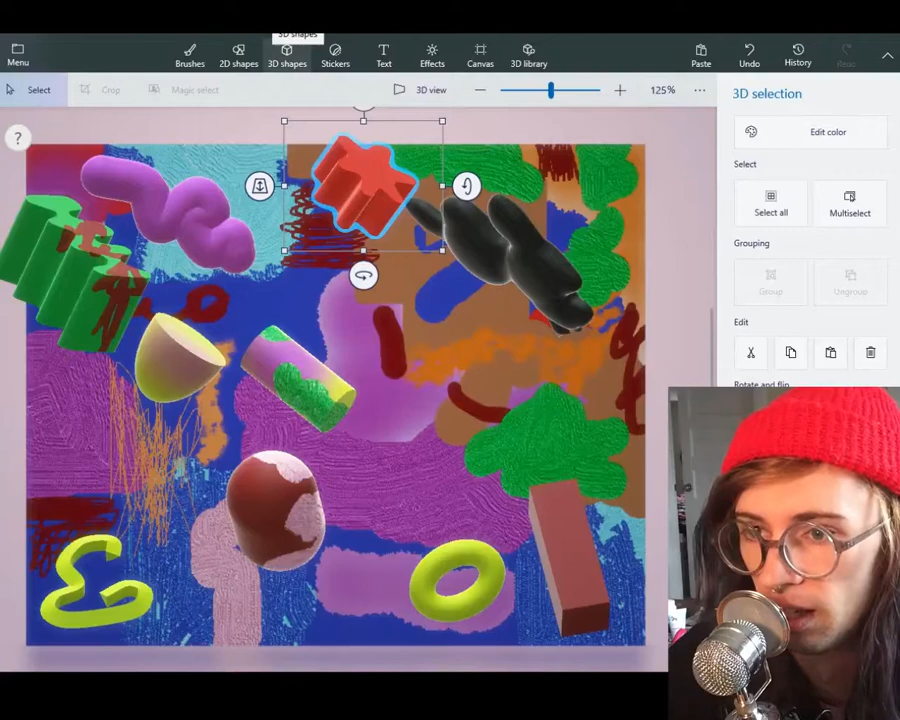 3D shapes
Menu
Brushes
2D shapes
3D shapes
Stickers
Text
Effects
Canvas
3D library
Paste
Undo
History
Redo
Select
Crop
Magic select
3D view
125%
3D selection
?
Edit color
Select
Select all
Multiselect
Grouping
Group
Ungroup
Edit
Rotate and flip